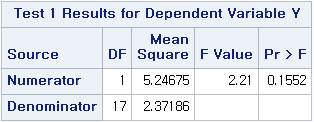 Test 1 Results for Dependent Variable Y
Source DF Mean Square F Value Pr > F
Numerator 1 5.24675 2.21 0.1552
Denominator 17 2.37186